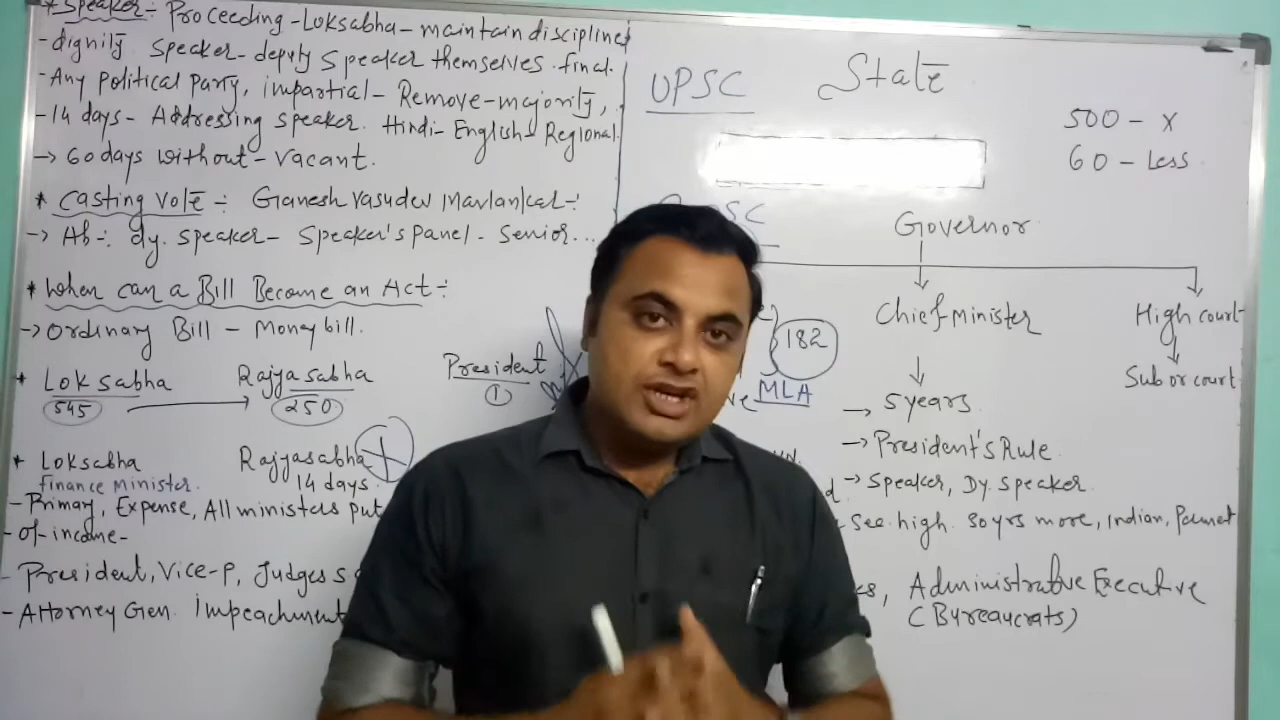 * Speaker :- Proceeding - Loksabha - maintain discipline,
- dignity Speaker - deputy Speaker themselves. final.
- Any political Party, impartial - Remove - majority,
- 14 days - Addressing speaker. Hindi - English - Regional.
→ 60 days without - Vacant.
* Casting vote :- Ganesh Vasudev Mavlankar :-
→ Ab -: dy. Speaker - Speaker's Panel - Senior...
* When can a Bill Become an Act :-
→ Ordinary Bill - Money bill.
* Lok sabha Rajyasabha
545 250
President
1
* Loksabha Rajyasabha
finance Minister. 14 days.
- Primary, Expense, All ministers put
- of income -
- President, Vice-P, Judges S
- Attorney Gen. Impeachment
UPSC State
500 - x
60 - Less
SC
Governor
Chief Minister High court
182
MLA
Subor court
→ 5 years
→ President's Rule
→ Speaker, Dy. Speaker
See. high. 30 yrs more, Indian,
Administrative Executive
(Bureaucrats)